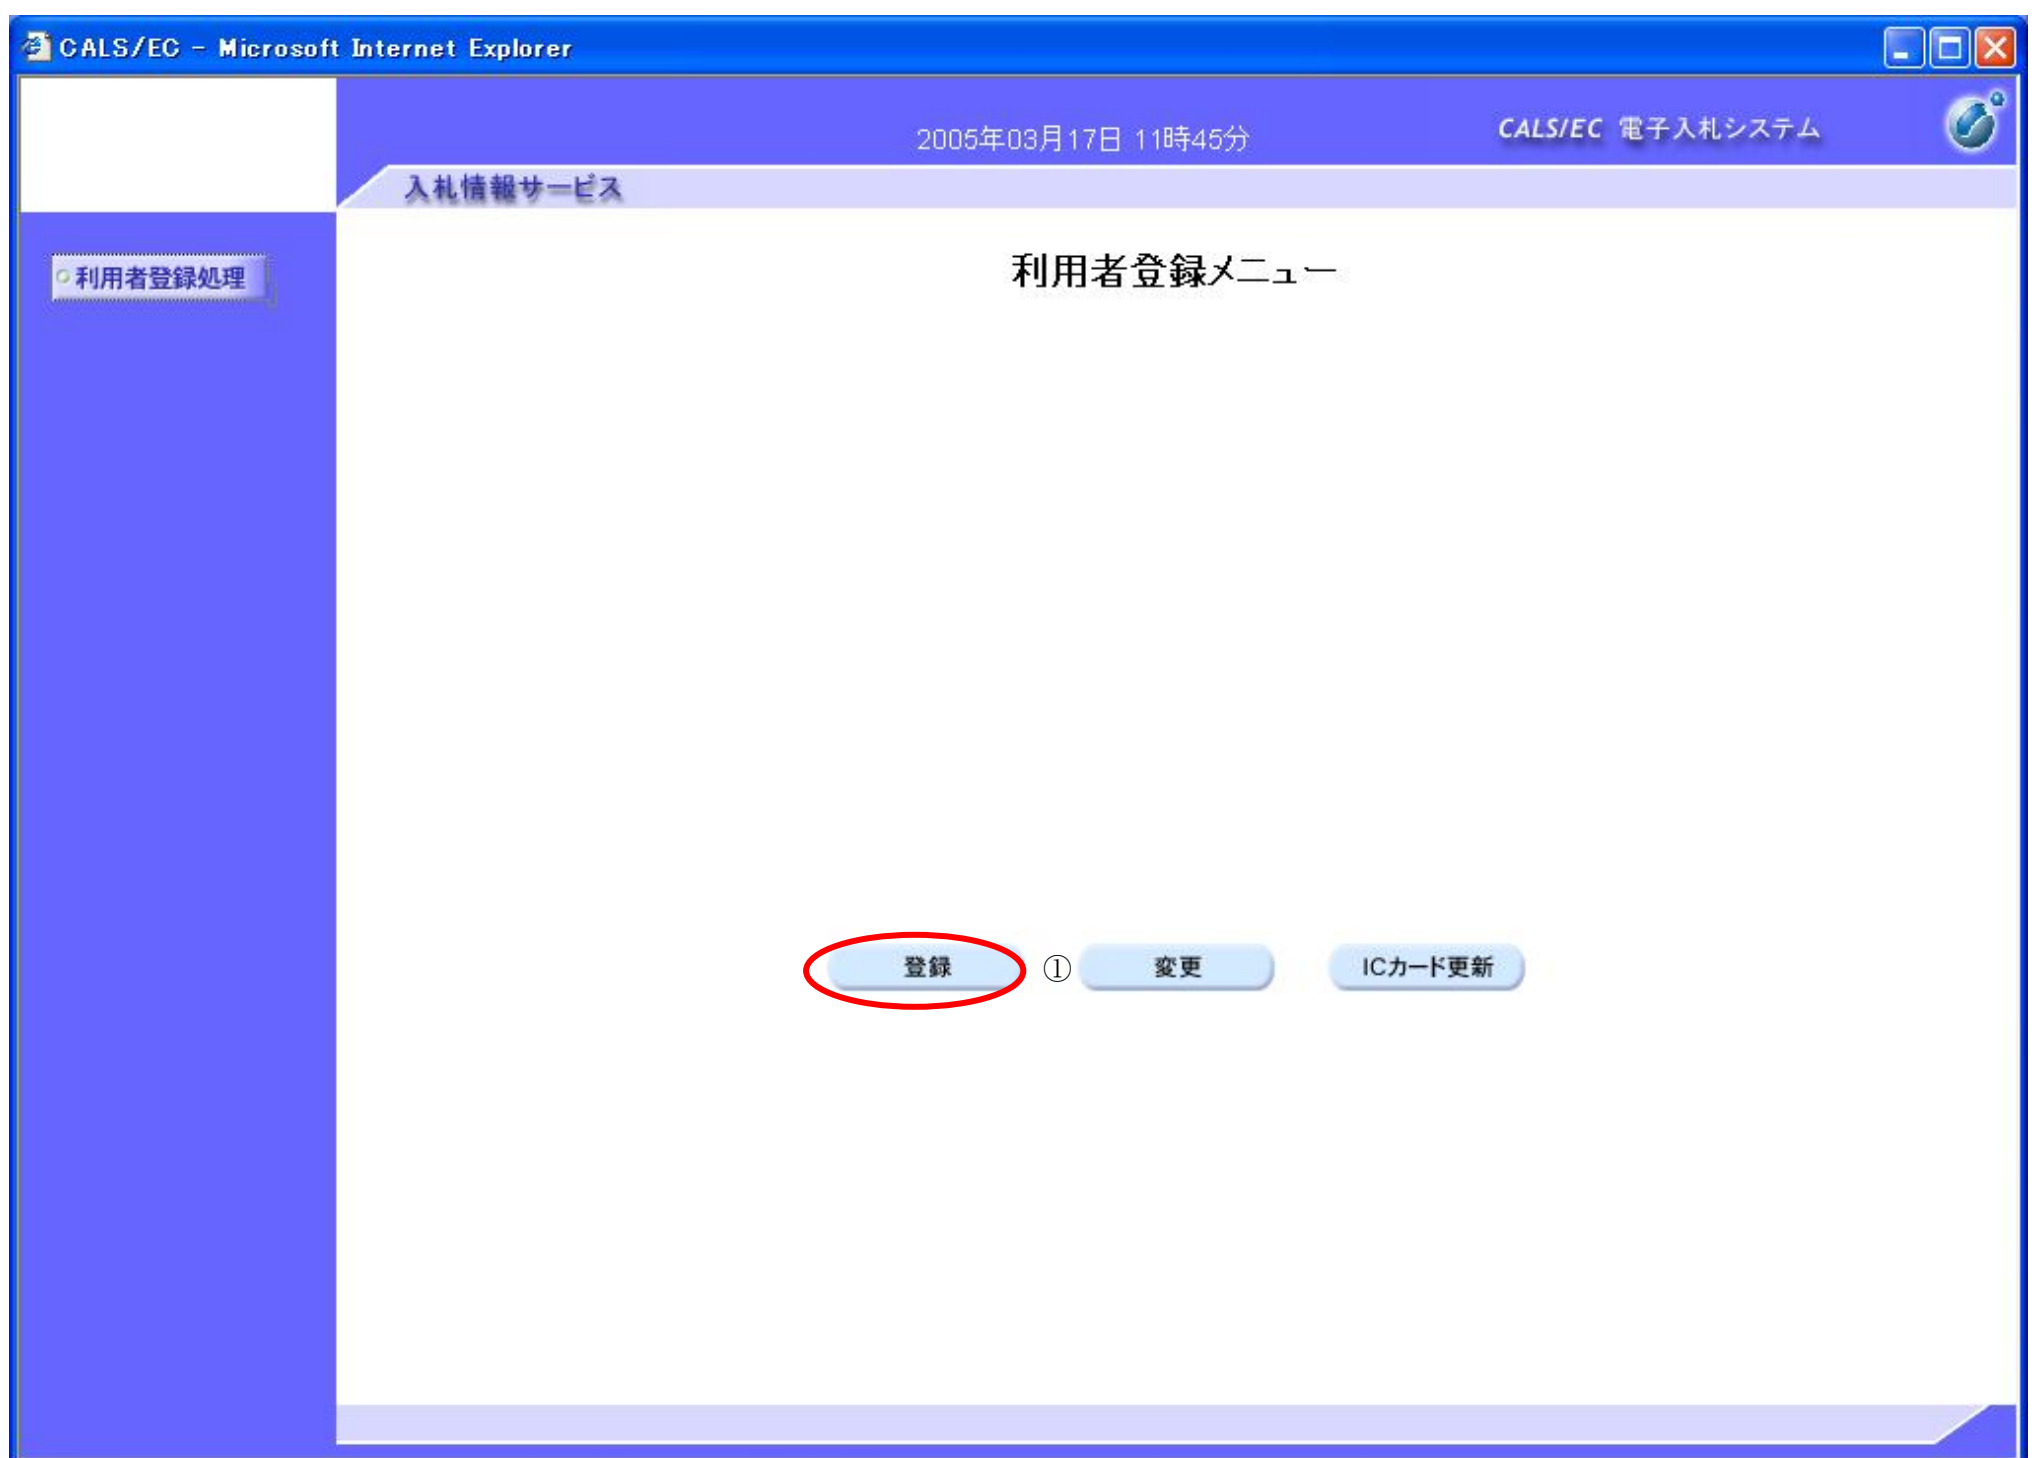 CALS/EC - Microsoft Internet Explorer
2005年03月17日 11時45分
CALS/EC 電子入札システム
入札情報サービス
利用者登録処理
利用者登録メニュー
登録 ① 変更 ICカード更新